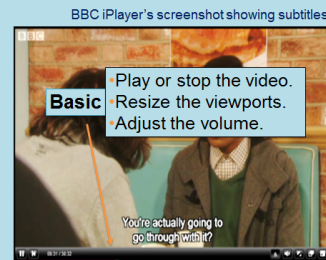 BBC iPlayer's screenshot showing subtitles
BBC
Basic
•Play or stop the video.
•Resize the viewports.
•Adjust the volume.
You're actually going to
go through with it?